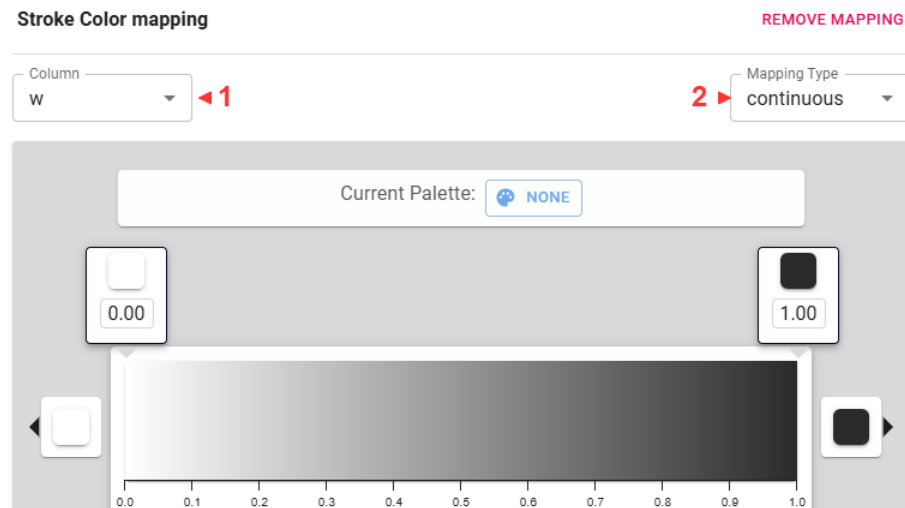 Stroke Color mapping
REMOVE MAPPING
Column
w
1
2
Mapping Type
continuous
Current Palette:
NONE
0.00
1.00
0.0 0.1 0.2 0.3 0.4 0.5 0.6 0.7 0.8 0.9 1.0